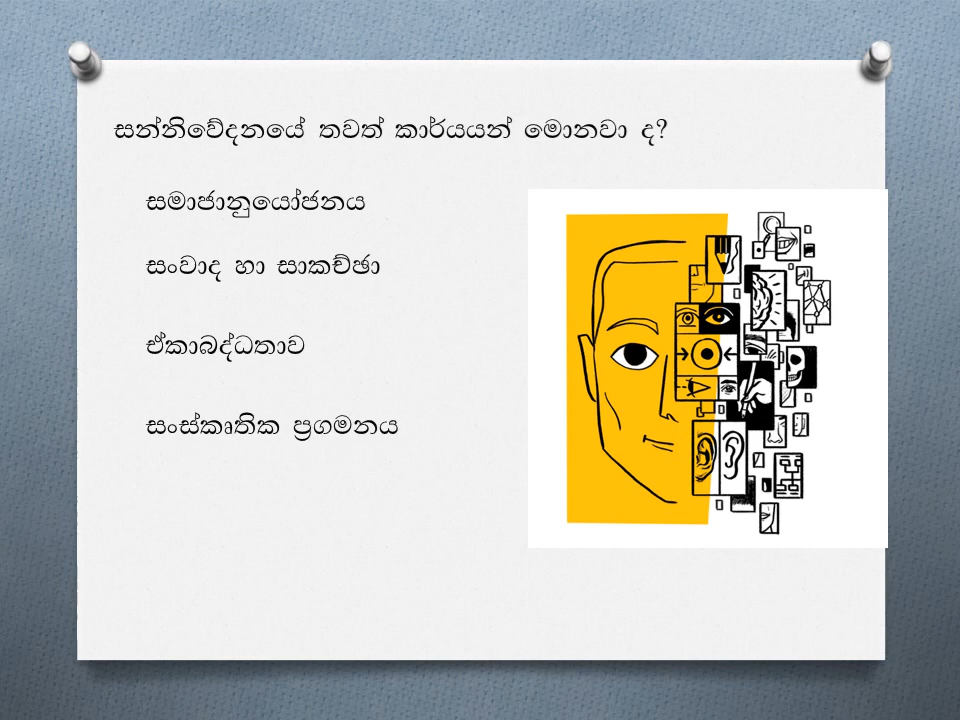 සන්නිවේදනයේ තවත් කාර්යයන් මොනවා ද?
සමාජානුයෝජනය
සංවාද හා සාකච්ඡා
ඒකාබද්ධතාව
සංස්කෘතික ප්‍රගමනය